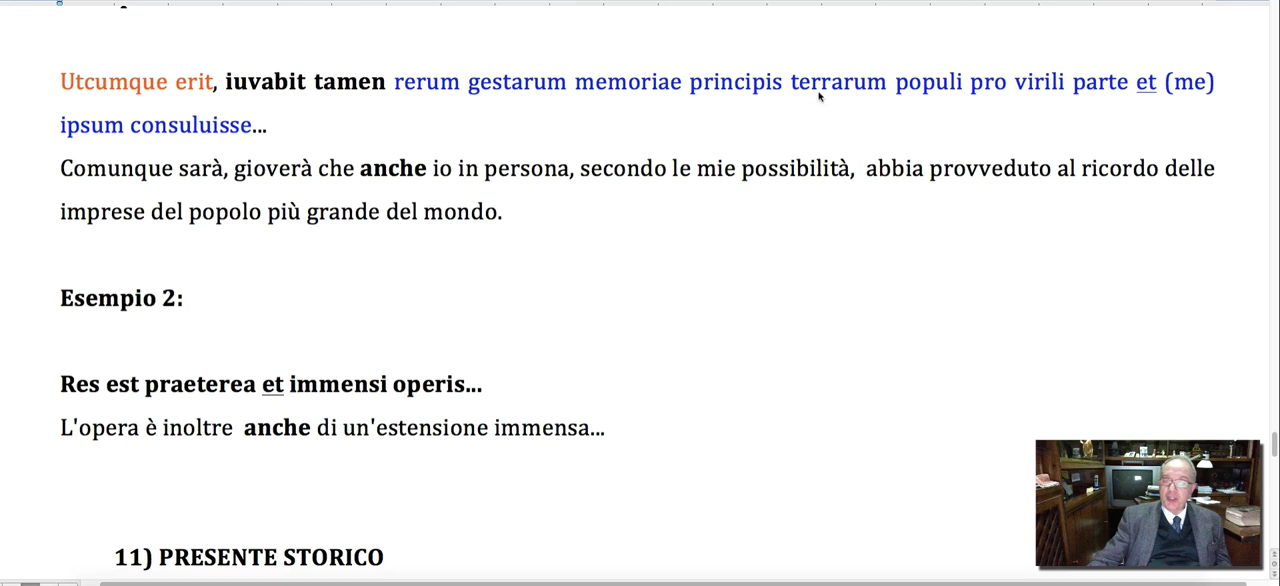 Utcumque erit, iuvabit tamen rerum gestarum memoriae principis terrarum populi pro virili parte et (me)
ipsum consuluisse...
Comunque sarà, gioverà che anche io in persona, secondo le mie possibilità, abbia provveduto al ricordo delle
imprese del popolo più grande del mondo.
Esempio 2:
Res est praeterea et immensi operis...
L'opera è inoltre anche di un'estensione immensa...
11) PRESENTE STORICO